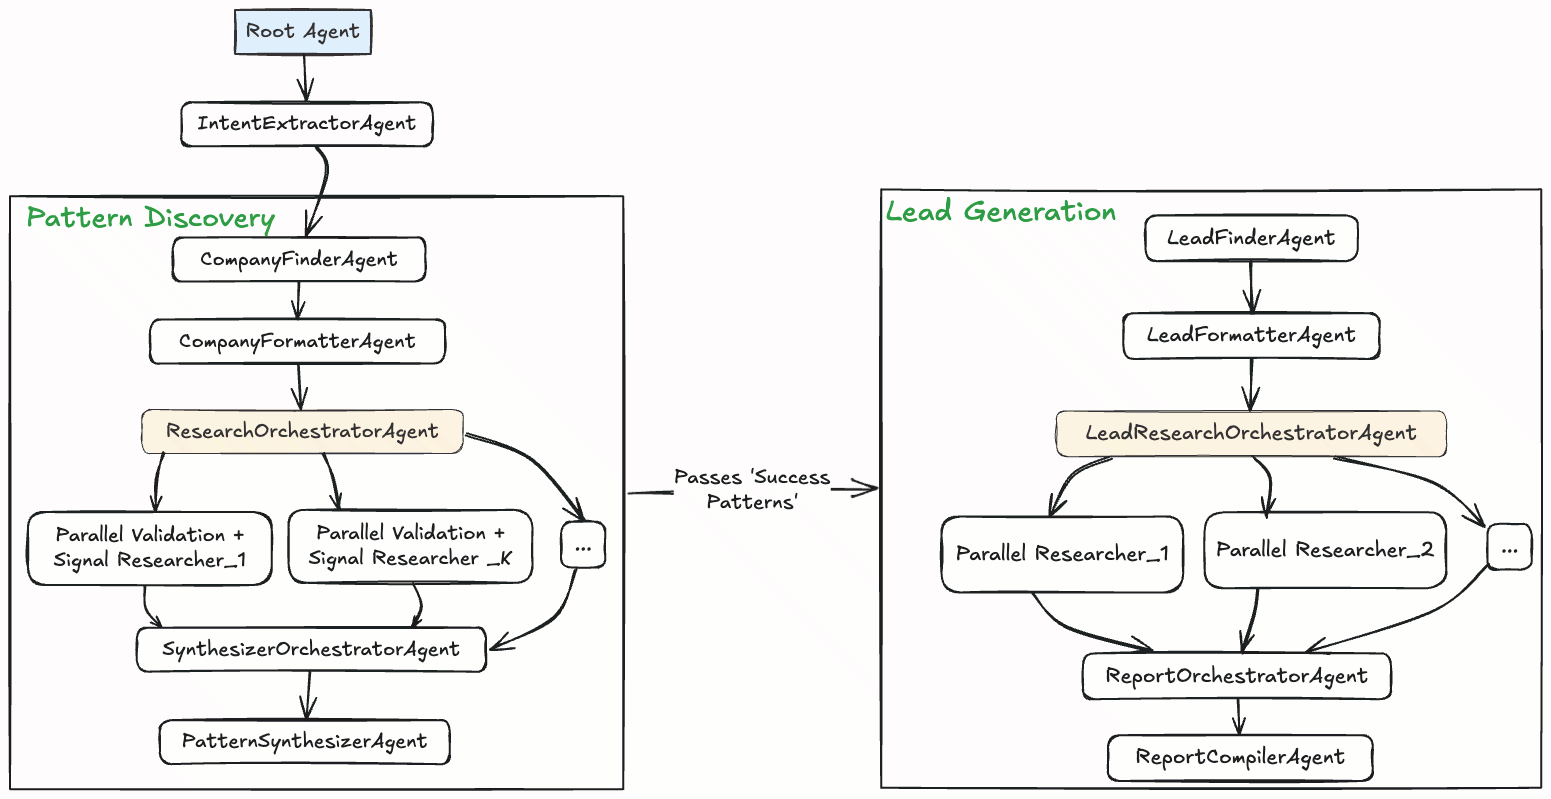 Root Agent
IntentExtractorAgent
Pattern Discovery
CompanyFinderAgent
CompanyFormatterAgent
ResearchOrchestratorAgent
Parallel Validation +
Signal Researcher_1
Parallel Validation +
Signal Researcher _K
...
SynthesizerOrchestratorAgent
PatternSynthesizerAgent
Passes 'Success
Patterns'
Lead Generation
LeadFinderAgent
LeadFormatterAgent
LeadResearchOrchestratorAgent
Parallel Researcher_1
Parallel Researcher_2
...
ReportOrchestratorAgent
ReportCompilerAgent